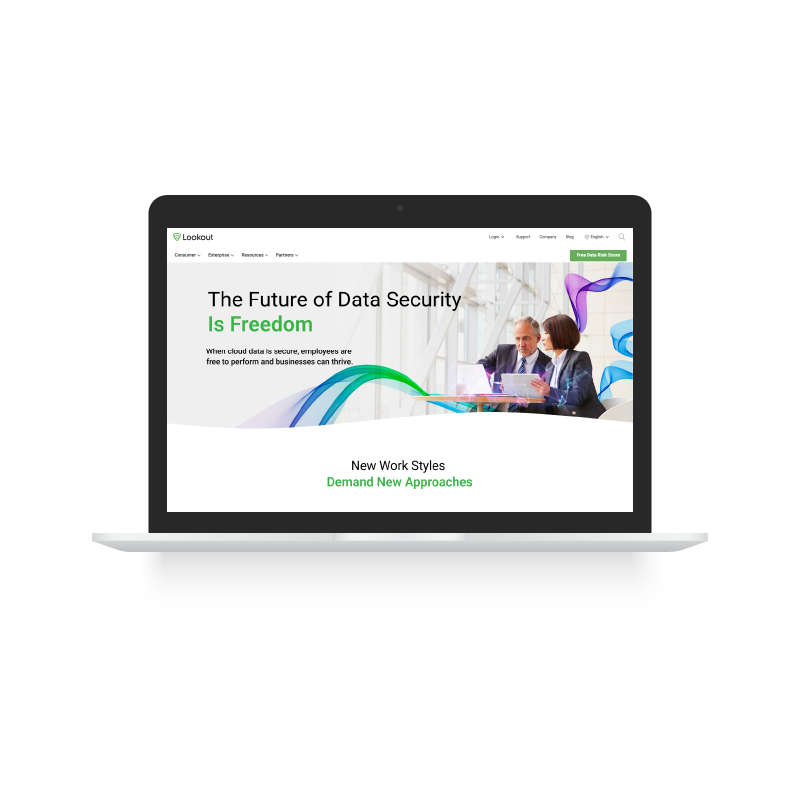 Lookout
Login Support Company Blog English
Consumer Enterprise Resources Partners
Free Data Risk Score
The Future of Data Security
Is Freedom
When cloud data is secure, employees are
free to perform and businesses can thrive.
New Work Styles
Demand New Approaches